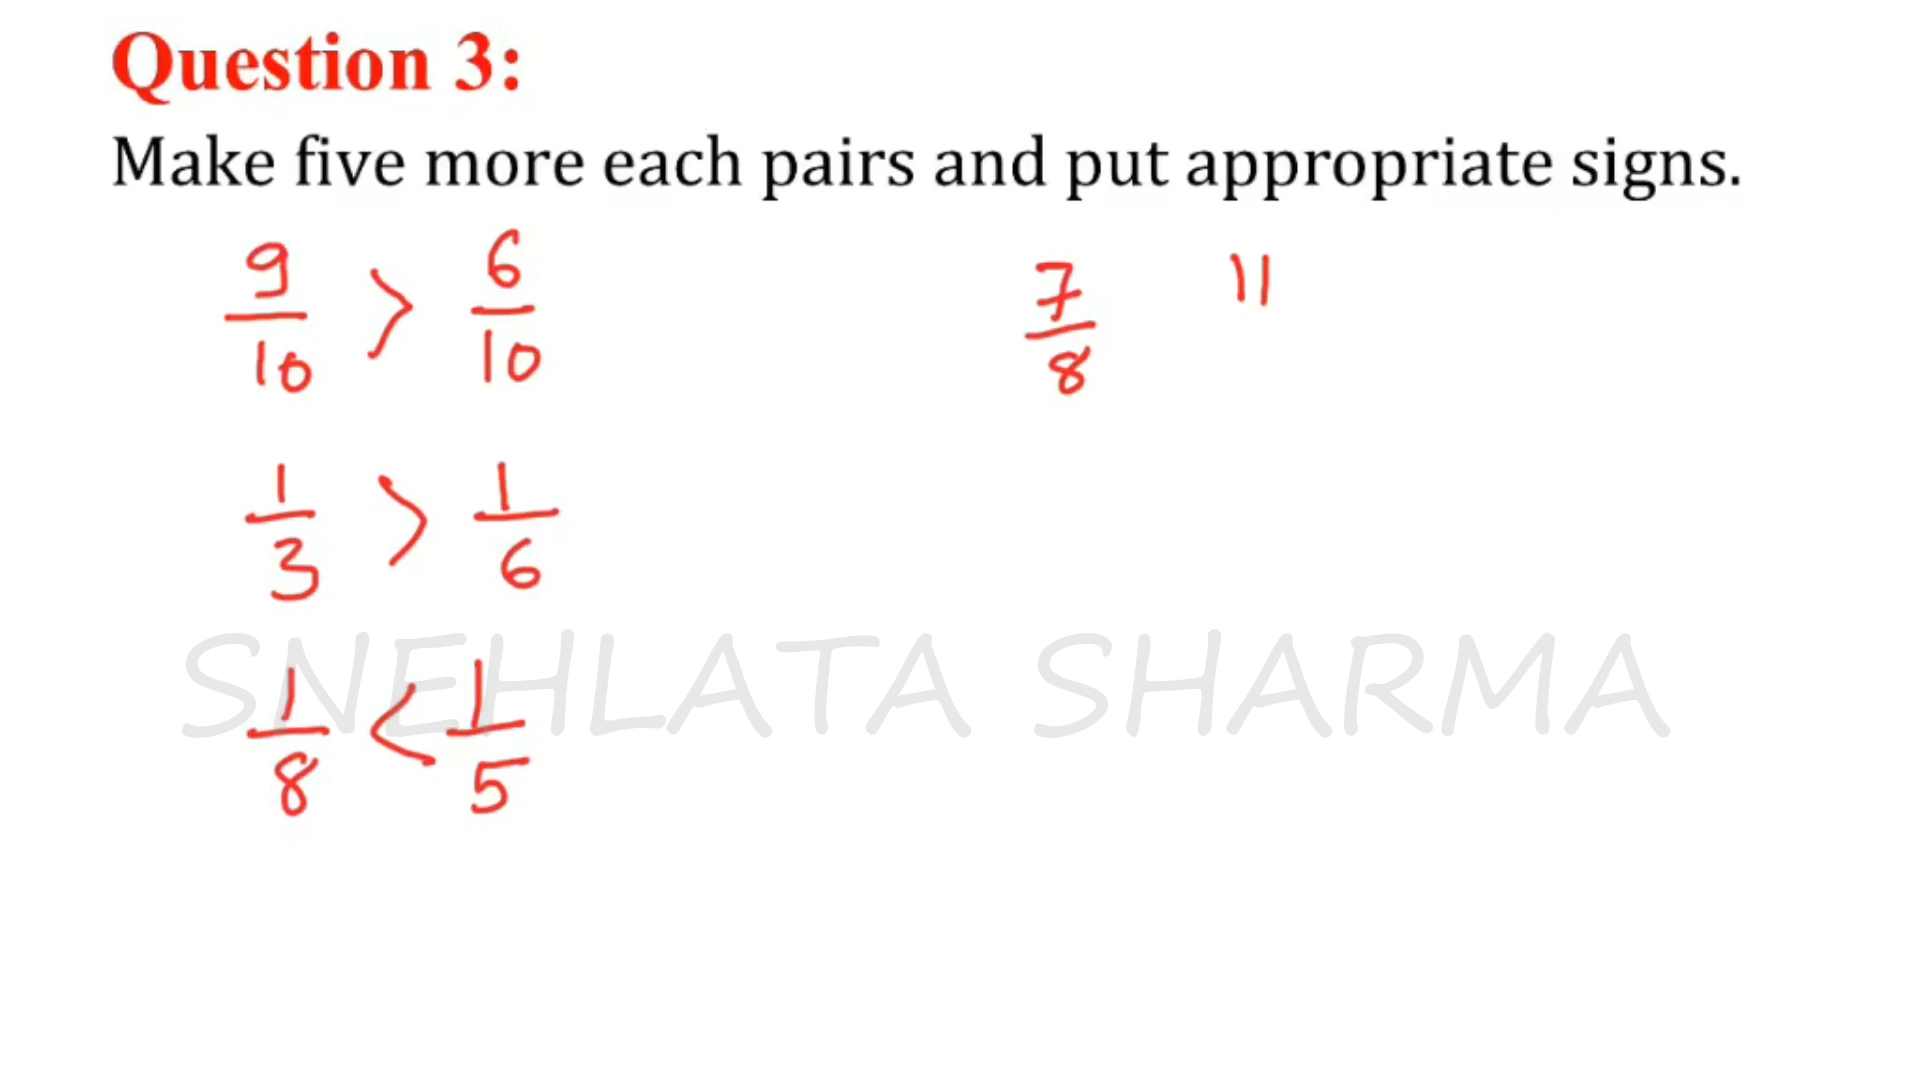 Question 3:
Make five more each pairs and put appropriate signs.
9/10 > 6/10
7/8 11
1/3 > 1/6
SNEHLATA SHARMA
1/8 < 1/5